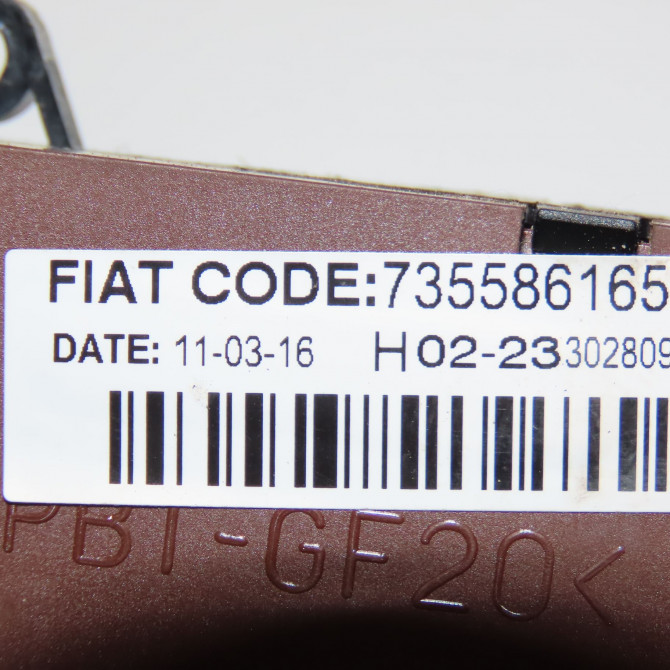 FIAT CODE:735586165
DATE: 11-03-16 H02-23302809
PBT-GF20<